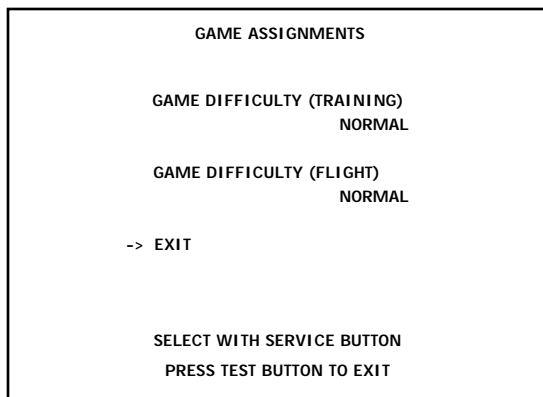 GAME ASSIGNMENTS
GAME DIFFICULTY (TRAINING)
NORMAL
GAME DIFFICULTY (FLIGHT)
NORMAL
-> EXIT
SELECT WITH SERVICE BUTTON
PRESS TEST BUTTON TO EXIT